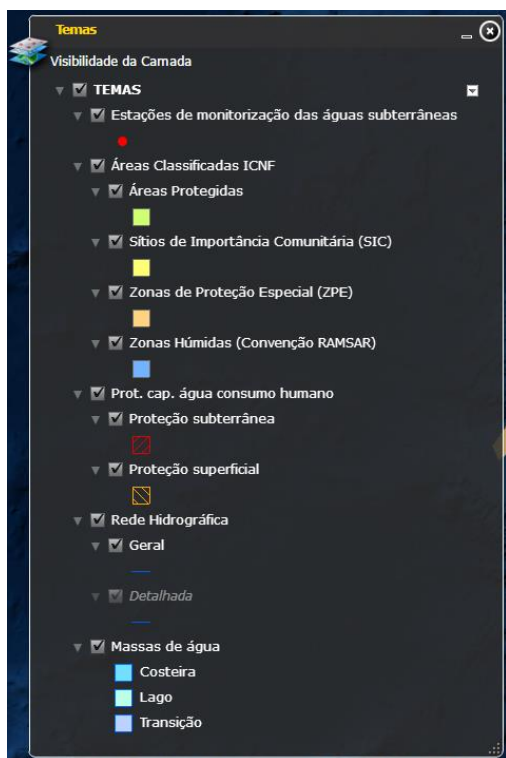 Temas
Visibilidade da Camada
TEMAS
Estações de monitorização das águas subterrâneas
Áreas Classificadas ICNF
Áreas Protegidas
Sítios de Importância Comunitária (SIC)
Zonas de Proteção Especial (ZPE)
Zonas Húmidas (Convenção RAMSAR)
Prot. cap. água consumo humano
Proteção subterrânea
Proteção superficial
Rede Hidrográfica
Geral
Detalhada
Massas de água
Costeira
Lago
Transição